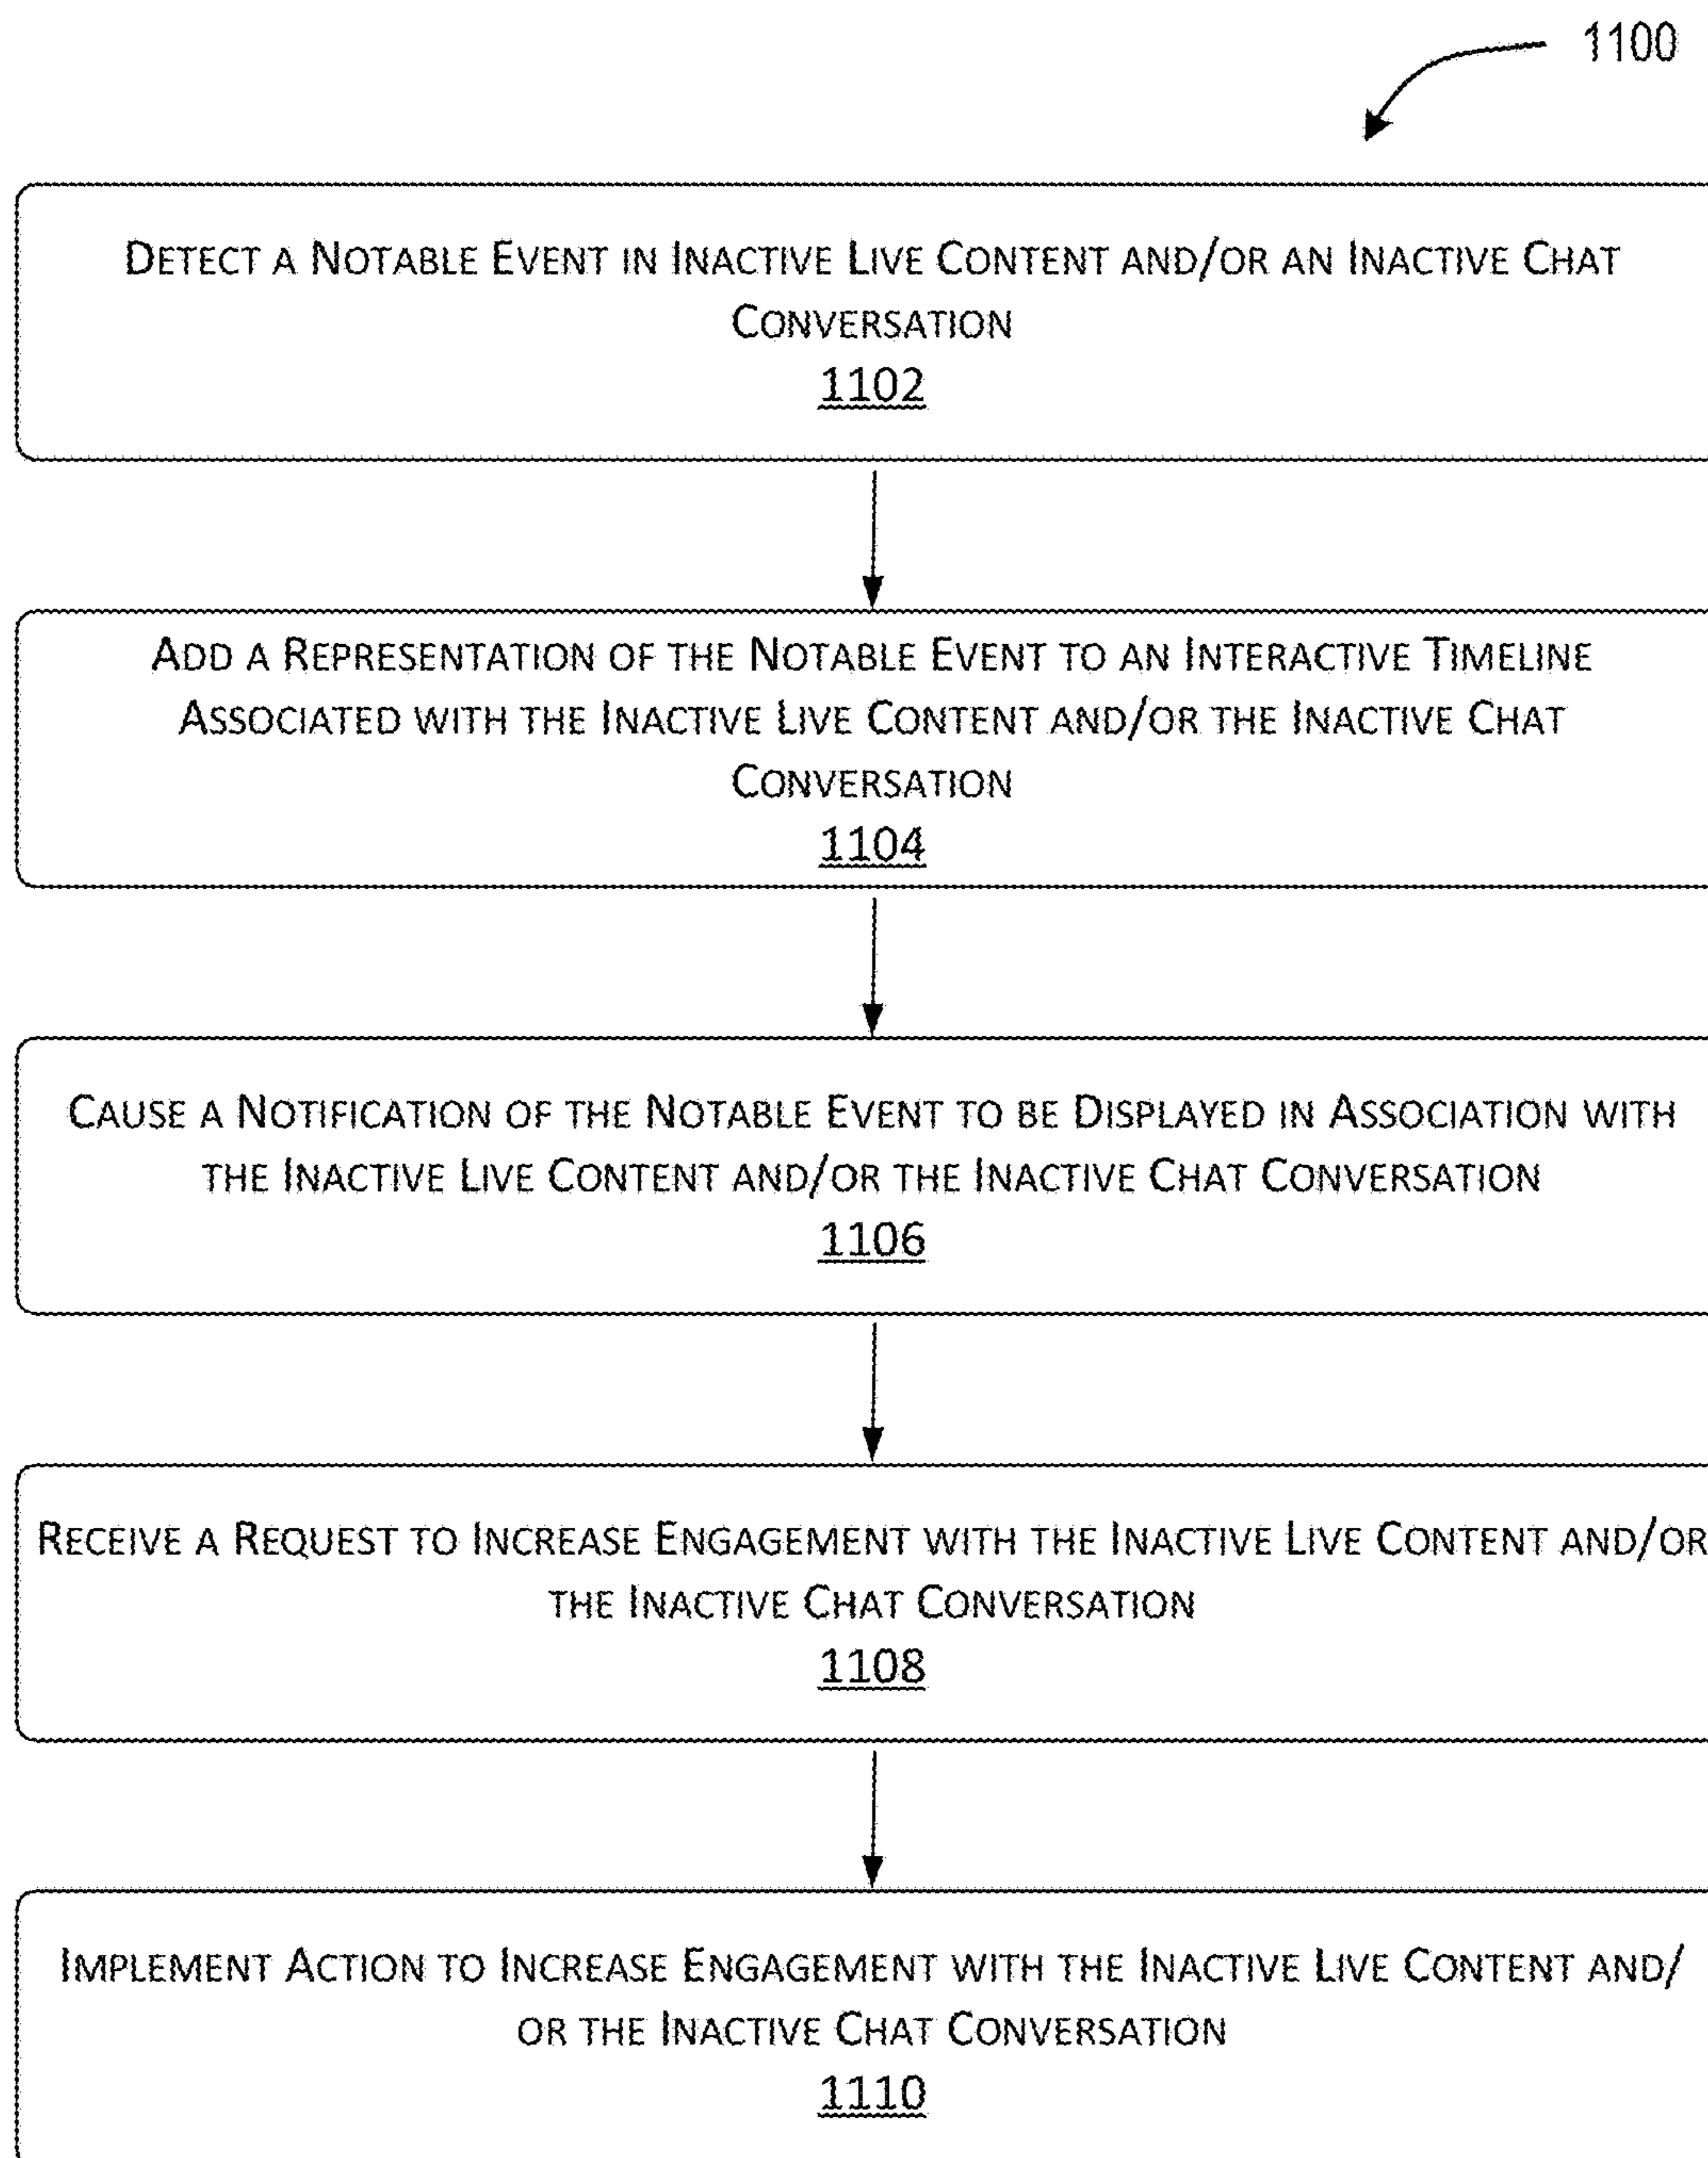 1100
DETECT A NOTABLE EVENT IN INACTIVE LIVE CONTENT AND/OR AN INACTIVE CHAT
CONVERSATION
1102
ADD A REPRESENTATION OF THE NOTABLE EVENT TO AN INTERACTIVE TIMELINE
ASSOCIATED WITH THE INACTIVE LIVE CONTENT AND/OR THE INACTIVE CHAT
CONVERSATION
1104
CAUSE A NOTIFICATION OF THE NOTABLE EVENT TO BE DISPLAYED IN ASSOCIATION WITH
THE INACTIVE LIVE CONTENT AND/OR THE INACTIVE CHAT CONVERSATION
1106
RECEIVE A REQUEST TO INCREASE ENGAGEMENT WITH THE INACTIVE LIVE CONTENT AND/OR
THE INACTIVE CHAT CONVERSATION
1108
IMPLEMENT ACTION TO INCREASE ENGAGEMENT WITH THE INACTIVE LIVE CONTENT AND/
OR THE INACTIVE CHAT CONVERSATION
1110